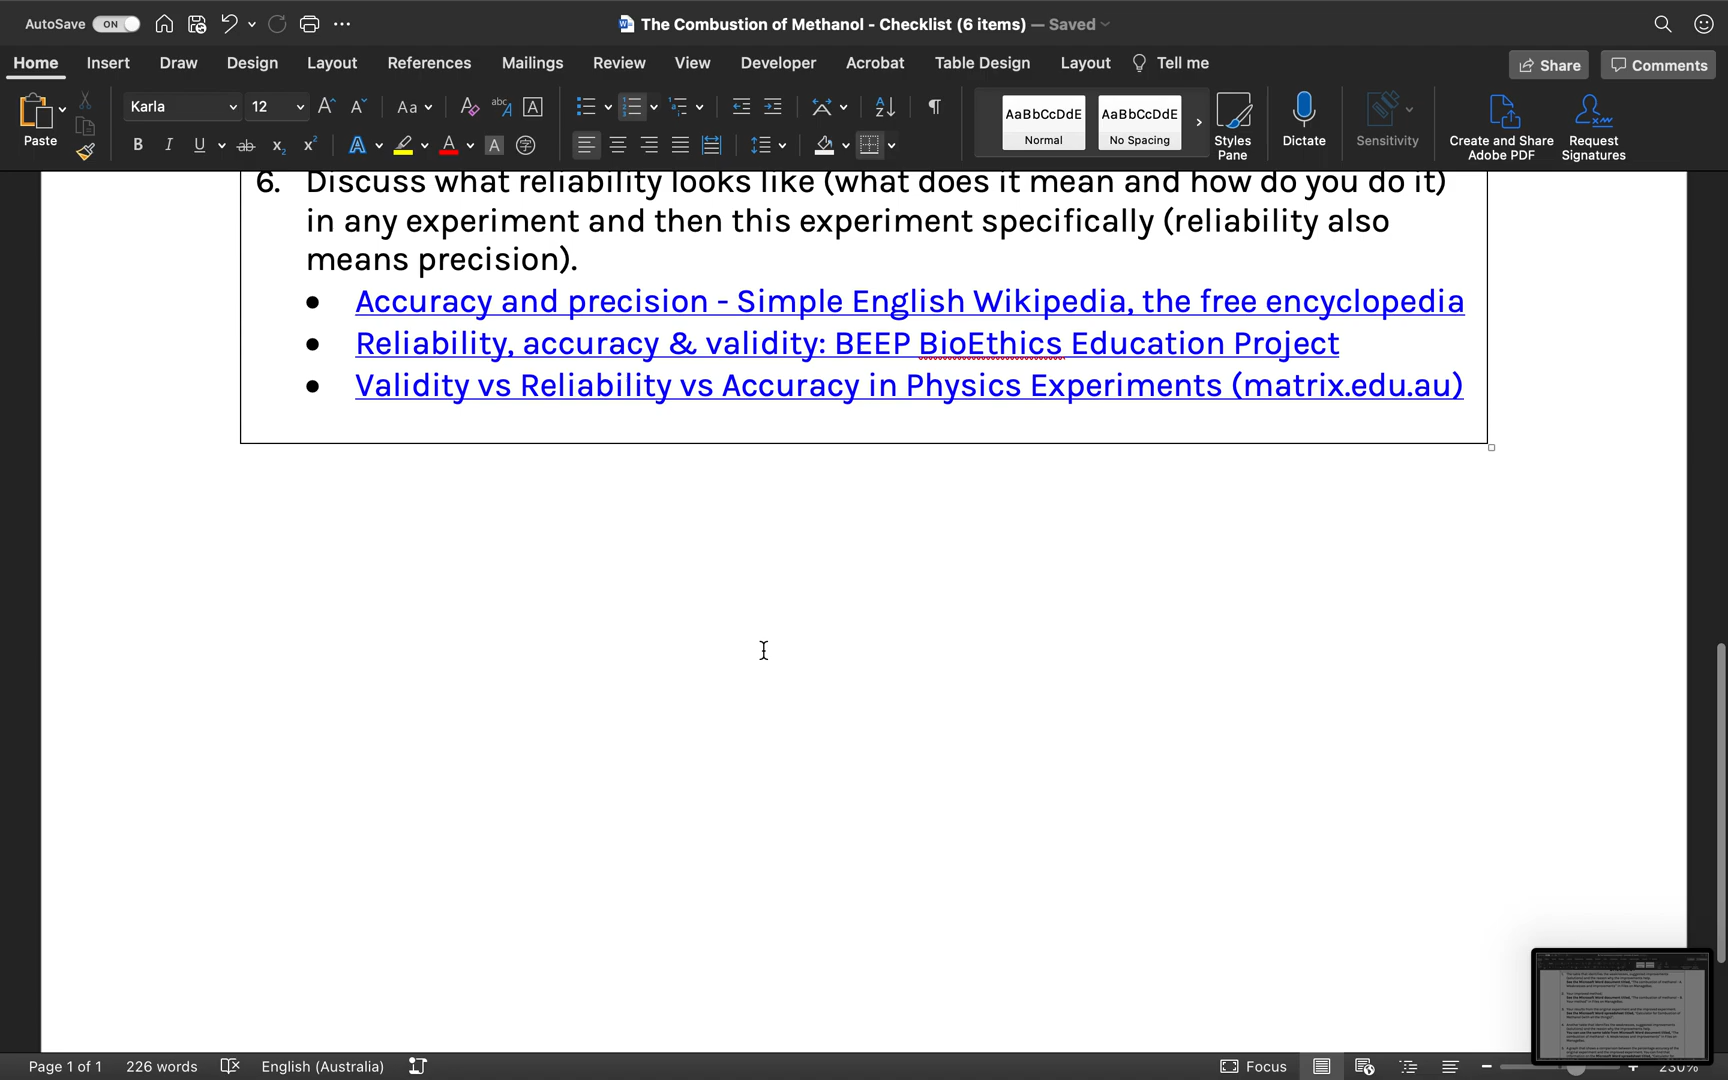 AutoSave ON The Combustion of Methanol - Checklist (6 items) — Saved
Home Insert Draw Design Layout References Mailings Review View Developer Acrobat Table Design Layout Tell me Share Comments
Paste Karla 12 Aa AaBbCcDdE Normal AaBbCcDdE No Spacing Styles Pane Dictate Sensitivity Create and Share Adobe PDF Request Signatures
6. Discuss what reliability looks like (what does it mean and how do you do it)
in any experiment and then this experiment specifically (reliability also
means precision).
• Accuracy and precision - Simple English Wikipedia, the free encyclopedia
• Reliability, accuracy & validity: BEEP BioEthics Education Project
• Validity vs Reliability vs Accuracy in Physics Experiments (matrix.edu.au)
Page 1 of 1 226 words English (Australia) Focus 230%